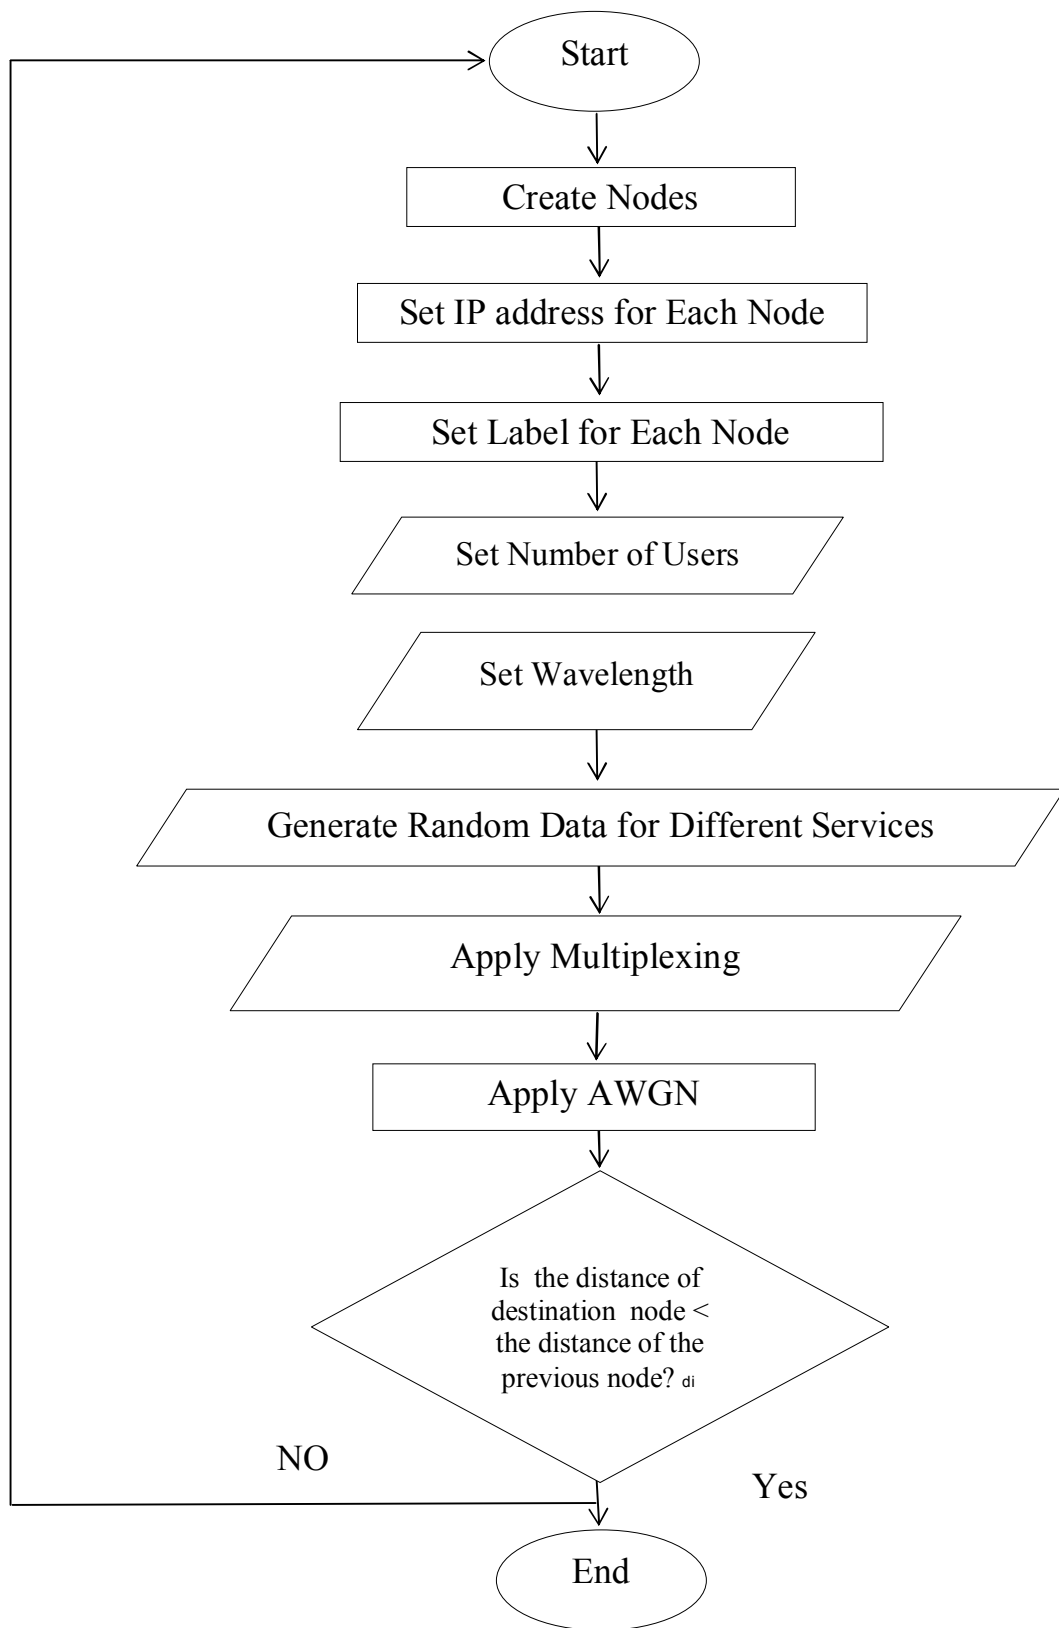 Start
Create Nodes
Set IP address for Each Node
Set Label for Each Node
Set Number of Users
Set Wavelength
Generate Random Data for Different Services
Apply Multiplexing
Apply AWGN
Is the distance of
destination node <
the distance of the
previous node? di
NO
Yes
End